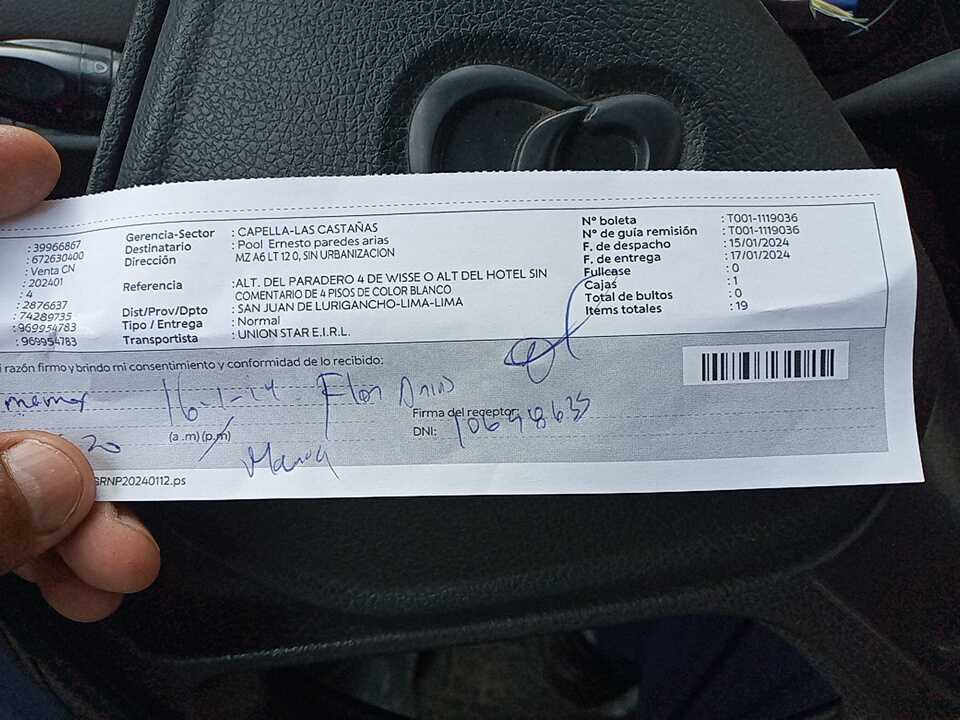 : 39966867
: 672630400
: Venta CN
: 202401
: 4
: 2876637
: 74289735
: 969954783
: 969954783
Gerencia-Sector : CAPELLA-LAS CASTAÑAS
Destinatario : Pool Ernesto paredes arias
Dirección MZ A6 LT 12 0, SIN URBANIZACION
Referencia : ALT. DEL PARADERO 4 DE WISSE O ALT DEL HOTEL SIN
COMENTARIO DE 4 PISOS DE COLOR BLANCO
Dist/Prov/Dpto : SAN JUAN DE LURIGANCHO-LIMA-LIMA
Tipo / Entrega : Normal
Transportista : UNION STAR E.I.R.L.
N° boleta : T001-1119036
N° de guía remisión : T001-1119036
F. de despacho : 15/01/2024
F. de entrega : 17/01/2024
Fullcase : 0
Cajas : 1
Total de bultos : 0
Items totales : 19
i razón firmo y brindo mi consentimiento y conformidad de lo recibido:
16-1-24 Flor
Firma del receptor:
20 (a.m) (p.m) DNI: 10698635
Mamá
GRNP20240112.ps